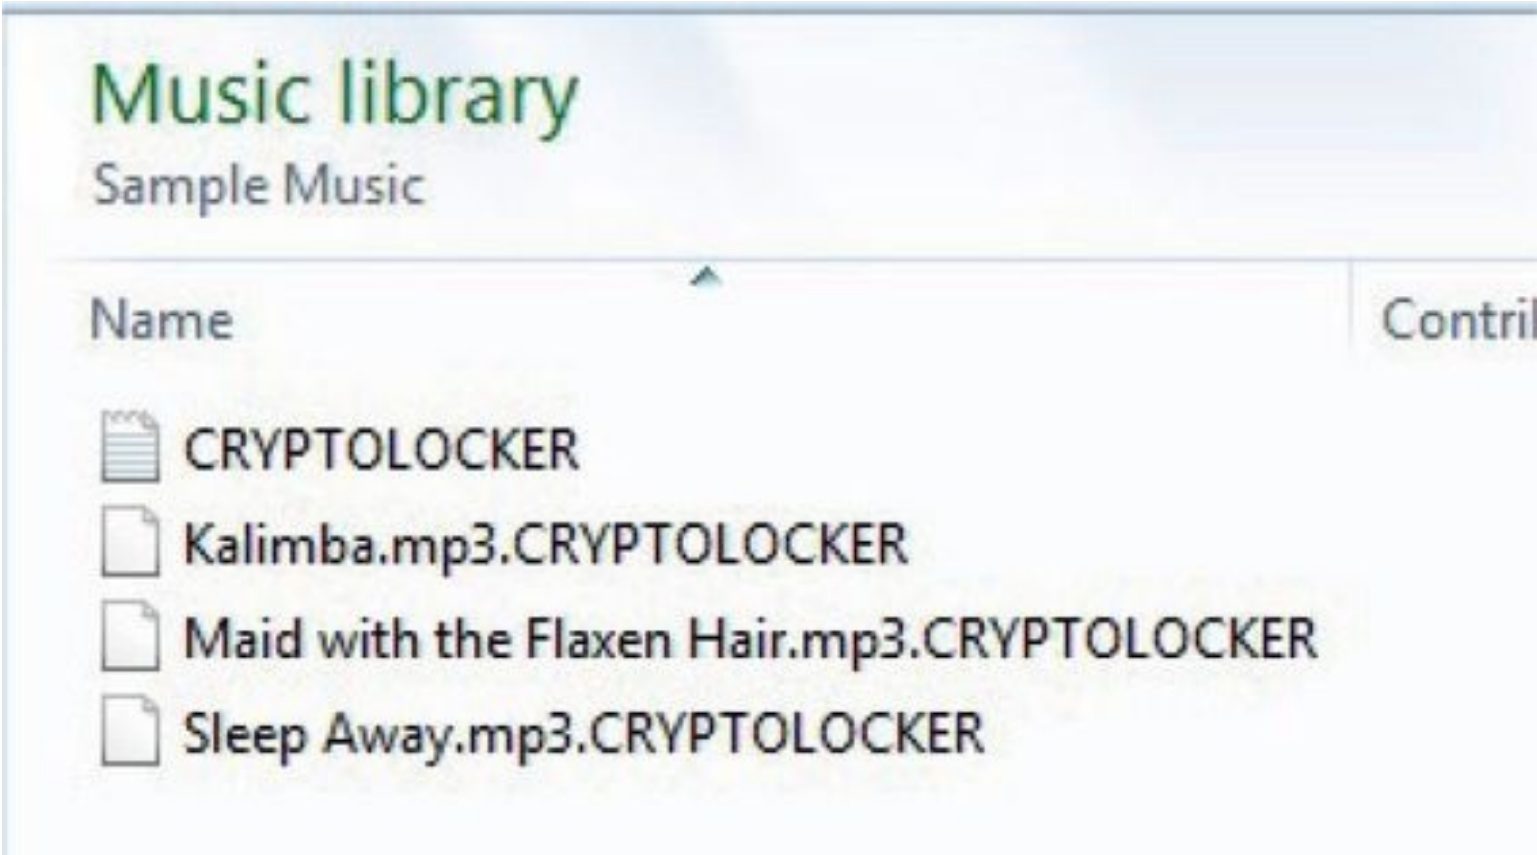 Music library
Sample Music
Name
CRYPTOLOCKER
Kalimba.mp3.CRYPTOLOCKER
Maid with the Flaxen Hair.mp3.CRYPTOLOCKER
Sleep Away.mp3.CRYPTOLOCKER